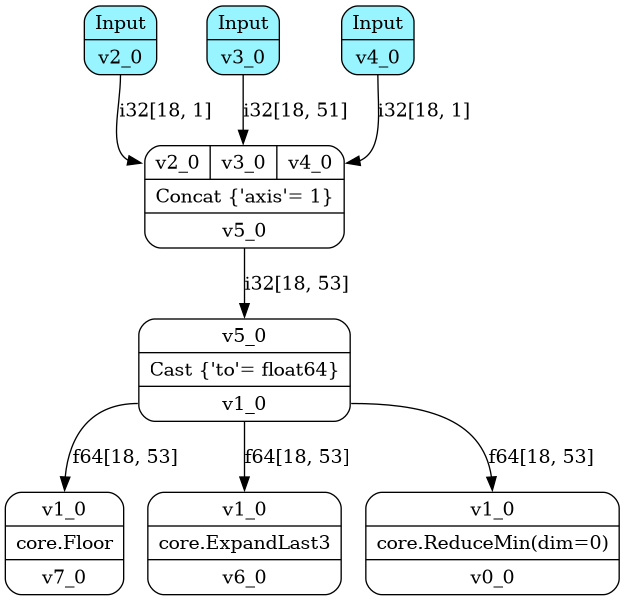 Input
v2_0
Input
v3_0
Input
v4_0
i32[18, 1]
i32[18, 51]
i32[18, 1]
v2_0
v3_0
v4_0
Concat {'axis'= 1}
v5_0
i32[18, 53]
v5_0
Cast {'to'= float64}
v1_0
f64[18, 53]
f64[18, 53]
f64[18, 53]
v1_0
core.Floor
v7_0
v1_0
core.ExpandLast3
v6_0
v1_0
core.ReduceMin(dim=0)
v0_0